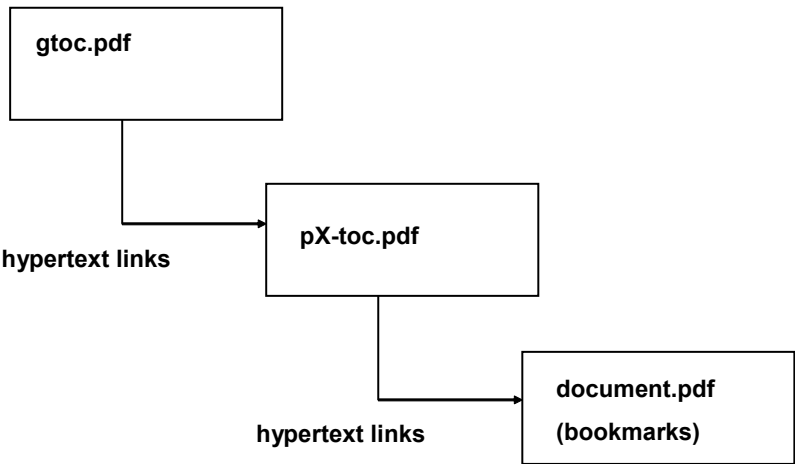 gtoc.pdf
hypertext links
pX-toc.pdf
hypertext links
document.pdf
(bookmarks)